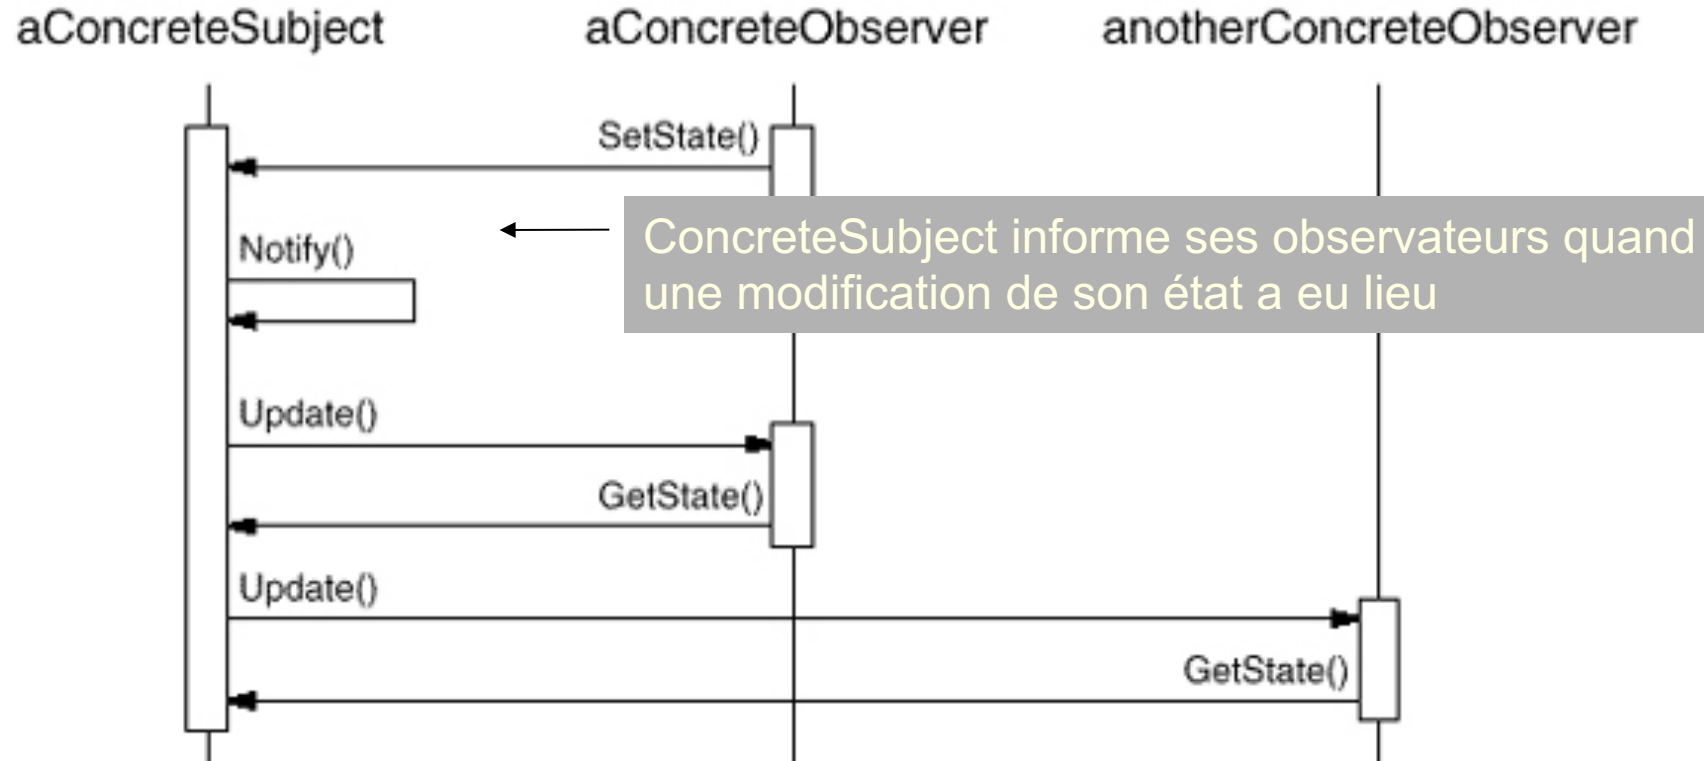 aConcreteSubject
aConcreteObserver
anotherConcreteObserver
SetState()
Notify()
ConcreteSubject informe ses observateurs quand
une modification de son état a eu lieu
Update()
GetState()
Update()
GetState()